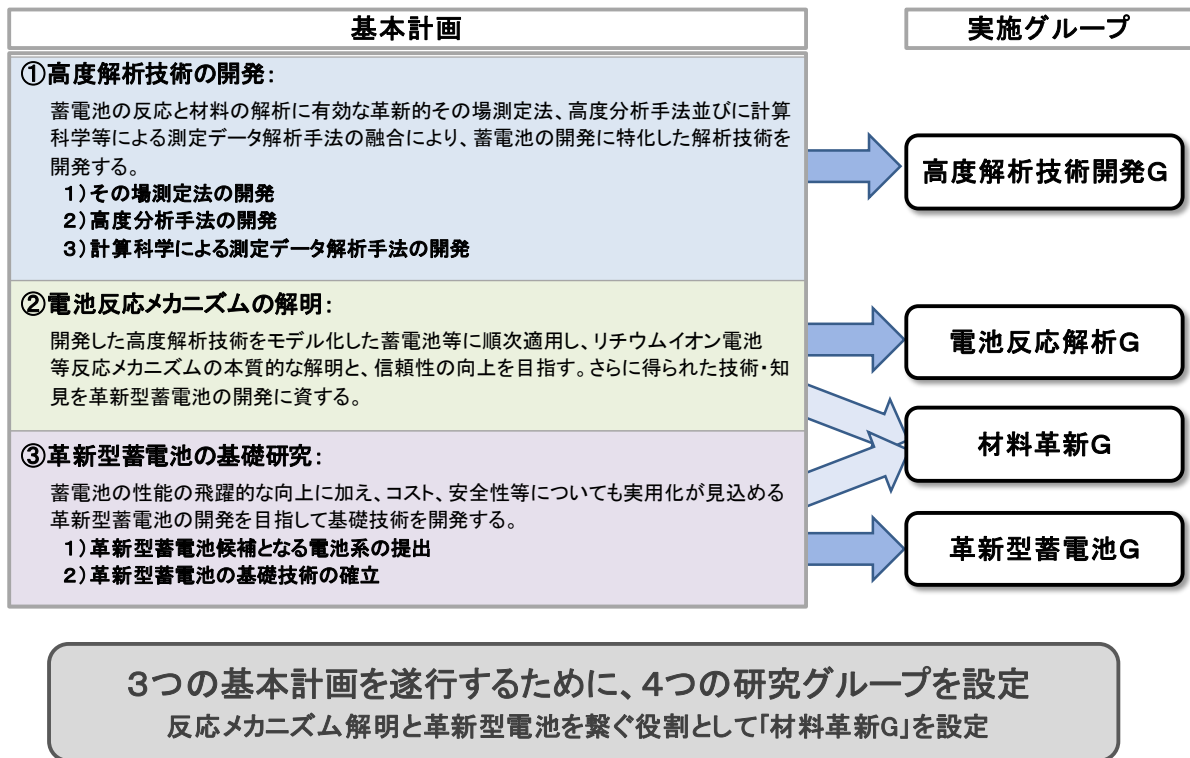 基本計画
実施グループ
①高度解析技術の開発：
蓄電池の反応と材料の解析に有効な革新的その場測定法、高度分析手法並びに計算
科学等による測定データ解析手法の融合により、蓄電池の開発に特化した解析技術を
開発する。
１）その場測定法の開発
２）高度分析手法の開発
３）計算科学による測定データ解析手法の開発
高度解析技術開発G
②電池反応メカニズムの解明：
開発した高度解析技術をモデル化した蓄電池等に順次適用し、リチウムイオン電池
等反応メカニズムの本質的な解明と、信頼性の向上を目指す。さらに得られた技術・知
見を革新型蓄電池の開発に資する。
電池反応解析G
材料革新G
③革新型蓄電池の基礎研究：
蓄電池の性能の飛躍的な向上に加え、コスト、安全性等についても実用化が見込める
革新型蓄電池の開発を目指して基礎技術を開発する。
１）革新型蓄電池候補となる電池系の提出
２）革新型蓄電池の基礎技術の確立
革新型蓄電池G
３つの基本計画を遂行するために、４つの研究グループを設定
反応メカニズム解明と革新型電池を繋ぐ役割として｢材料革新G｣を設定